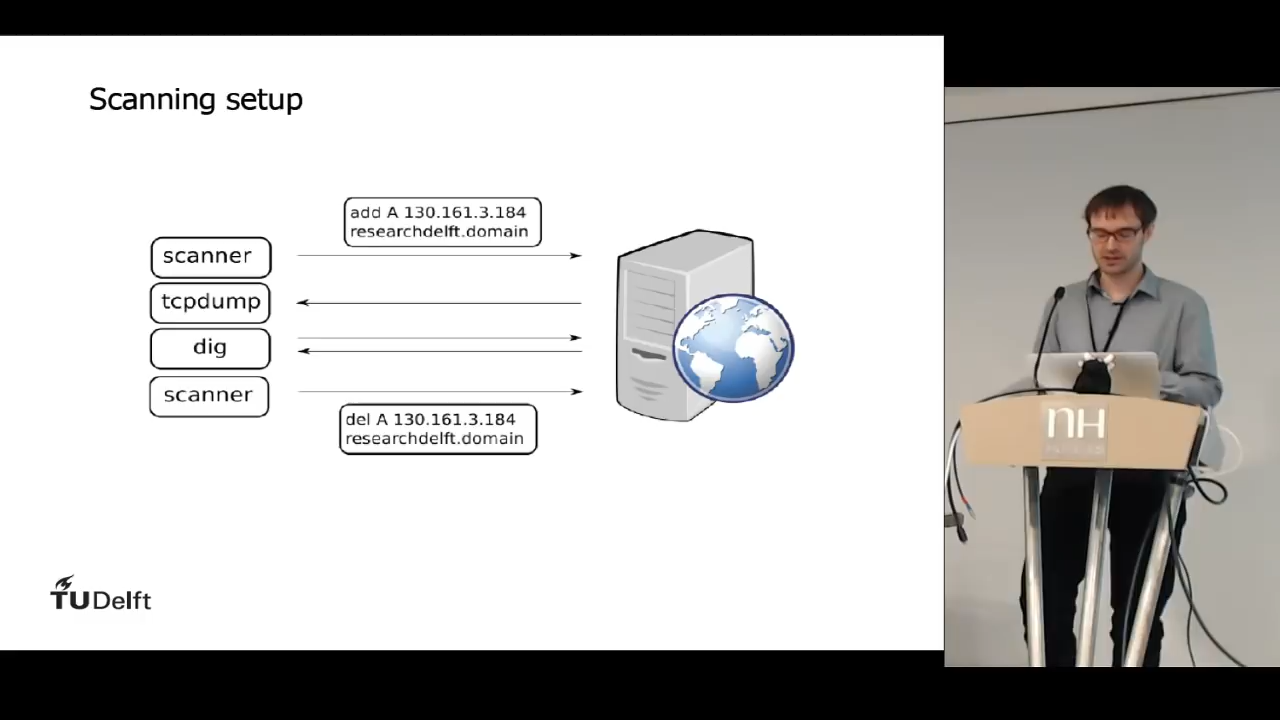 Scanning setup
add A 130.161.3.184
researchdelft.domain
scanner
tcpdump
dig
scanner
del A 130.161.3.184
researchdelft.domain
TUDelft
NH